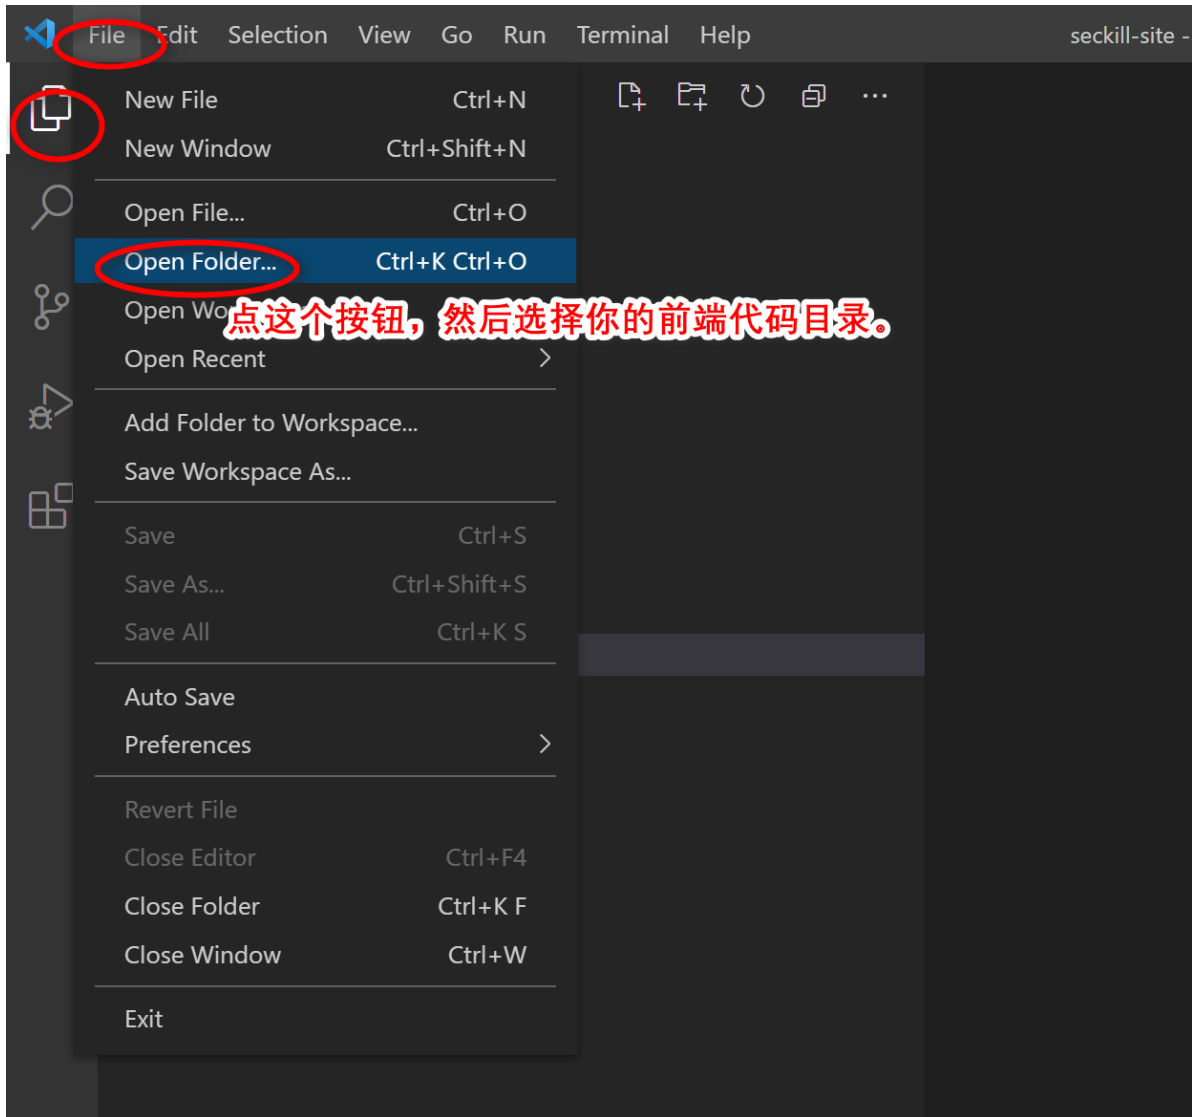 File Edit Selection View Go Run Terminal Help seckill-site -
New File Ctrl+N
New Window Ctrl+Shift+N
Open File... Ctrl+O
Open Folder... Ctrl+K Ctrl+O
Open Wo
点这个按钮，然后选择你的前端代码目录。
Open Recent
Add Folder to Workspace...
Save Workspace As...
Save Ctrl+S
Save As... Ctrl+Shift+S
Save All Ctrl+K S
Auto Save
Preferences
Revert File
Close Editor Ctrl+F4
Close Folder Ctrl+K F
Close Window Ctrl+W
Exit